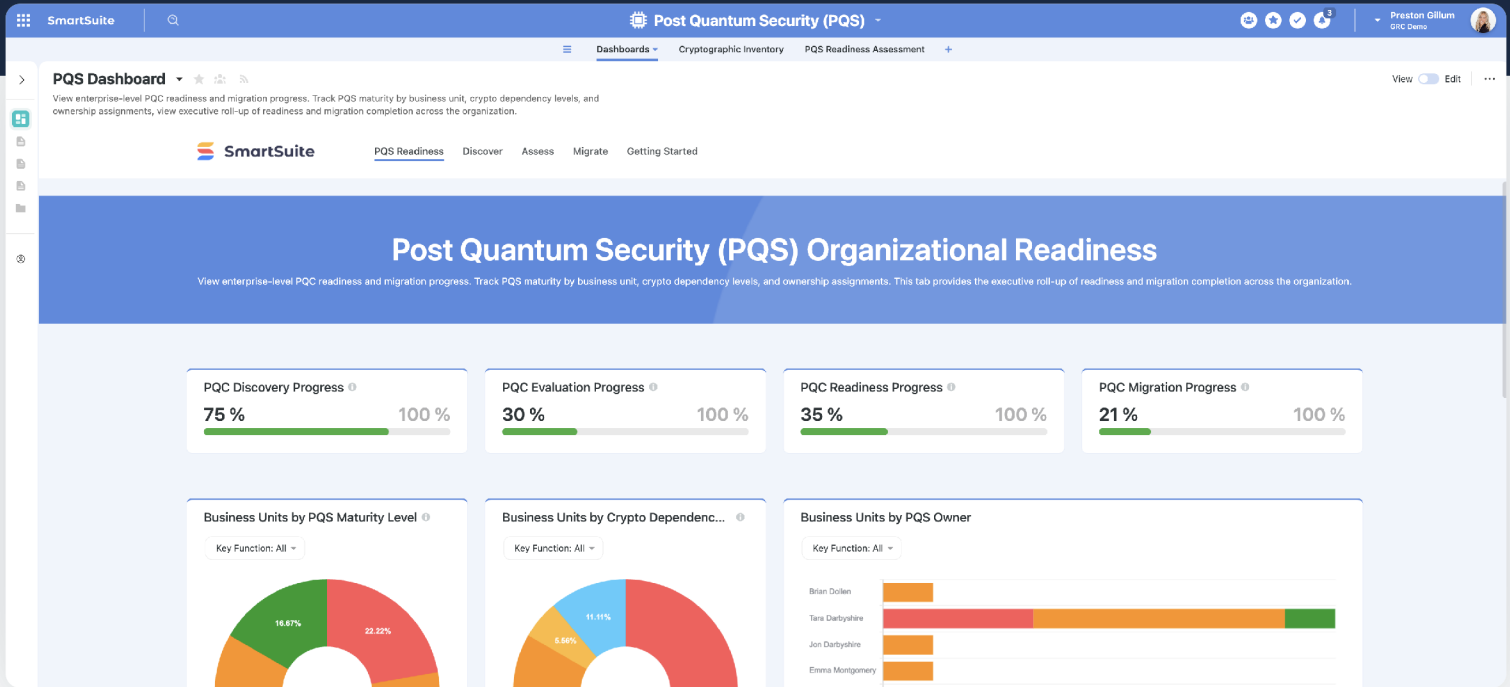 SmartSuite
Post Quantum Security (PQS)
3
Preston Gillum
GRC Demo
Dashboards
Cryptographic Inventory
PQS Readiness Assessment
PQS Dashboard
View
Edit
View enterprise-level PQC readiness and migration progress. Track PQS maturity by business unit, crypto dependency levels, and
ownership assignments, view executive roll-up of readiness and migration completion across the organization.
SmartSuite
PQS Readiness
Discover
Assess
Migrate
Getting Started
Post Quantum Security (PQS) Organizational Readiness
View enterprise-level PQC readiness and migration progress. Track PQS maturity by business unit, crypto dependency levels, and ownership assignments. This tab provides the executive roll-up of readiness and migration completion across the organization.
PQC Discovery Progress
75 %
100 %
PQC Evaluation Progress
30 %
100 %
PQC Readiness Progress
35 %
100 %
PQC Migration Progress
21 %
100 %
Business Units by PQS Maturity Level
Key Function: All
16.67%
22.22%
Business Units by Crypto Dependenc...
Key Function: All
11.11%
5.56%
Business Units by PQS Owner
Key Function: All
Brian Dollen
Tara Darbyshire
Jon Darbyshire
Emma Montgomery